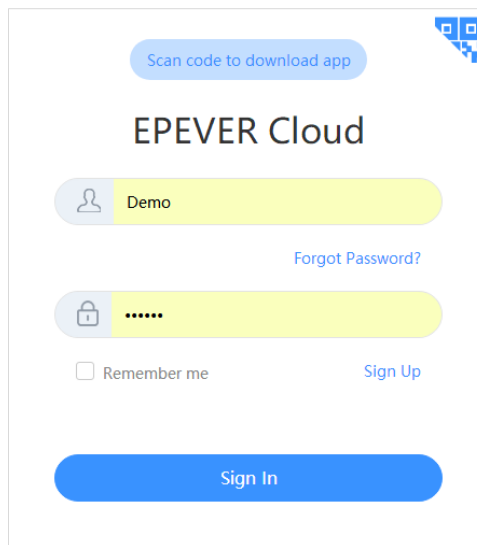 Scan code to download app
EPEVER Cloud
Demo
Forgot Password?
••••••
Remember me
Sign Up
Sign In